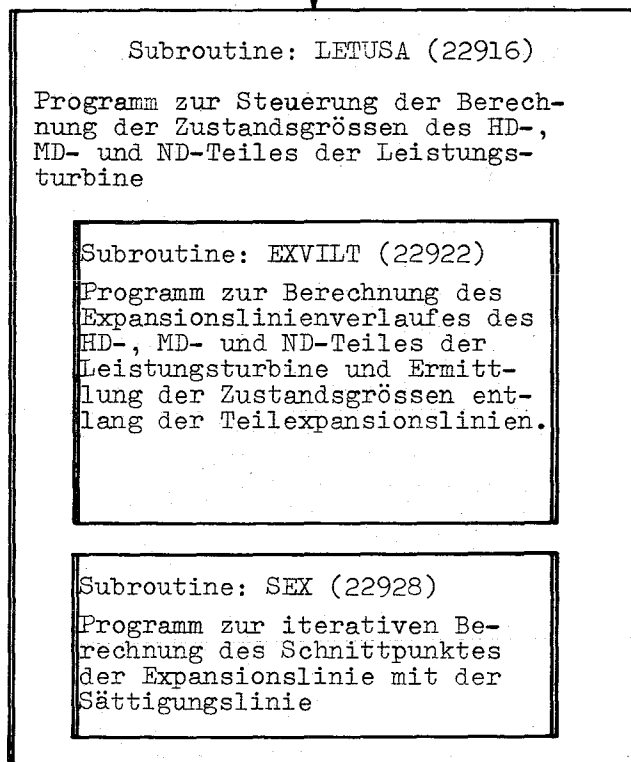 Subroutine: LETUSA (22916)
Programm zur Steuerung der Berech-
nung der Zustandsgrössen des HD-,
MD- und ND-Teiles der Leistungs-
turbine
Subroutine: EXVILT (22922)
Programm zur Berechnung des
Expansionslinienverlaufes des
HD-, MD- und ND-Teiles der
Leistungsturbine und Ermitt-
lung der Zustandsgrössen ent-
lang der Teilexpansionslinien.
Subroutine: SEX (22928)
Programm zur iterativen Be-
rechnung des Schnittpunktes
der Expansionslinie mit der
Sättigungslinie